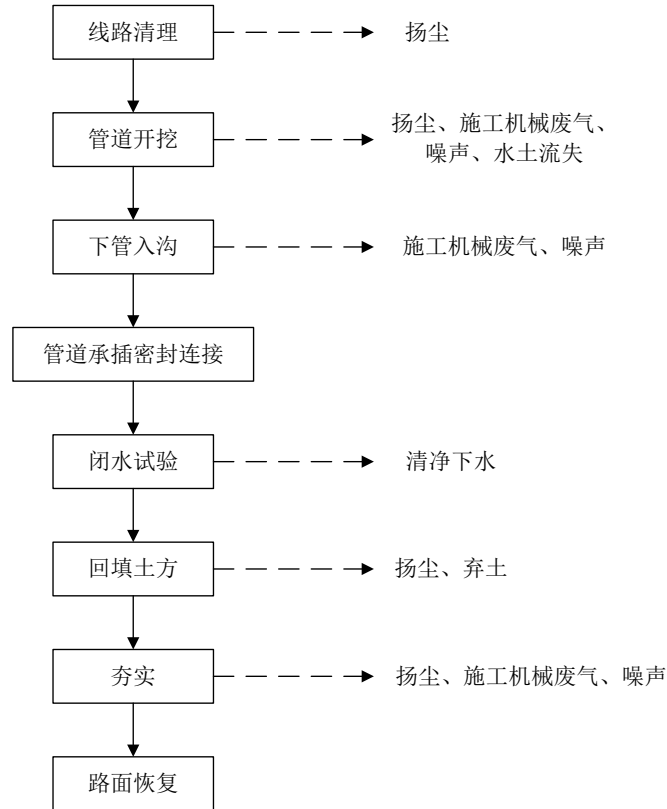 线路清理
扬尘
管道开挖
扬尘、施工机械废气、
噪声、水土流失
下管入沟
施工机械废气、噪声
管道承插密封连接
闭水试验
清净下水
回填土方
扬尘、弃土
夯实
扬尘、施工机械废气、噪声
路面恢复